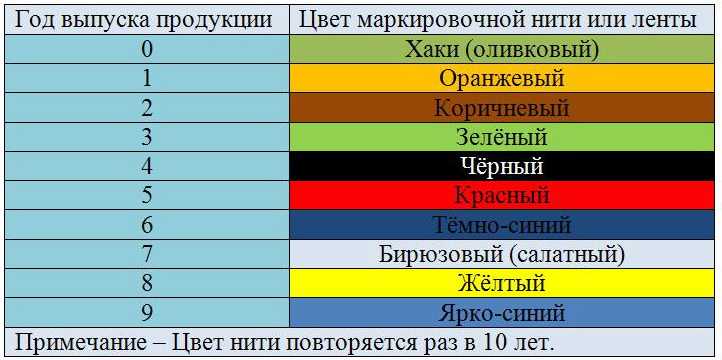 Год выпуска продукции Цвет маркировочной нити или ленты
0 Хаки (оливковый)
1 Оранжевый
2 Коричневый
3 Зелёный
4 Чёрный
5 Красный
6 Тёмно-синий
7 Бирюзовый (салатный)
8 Жёлтый
9 Ярко-синий
Примечание – Цвет нити повторяется раз в 10 лет.